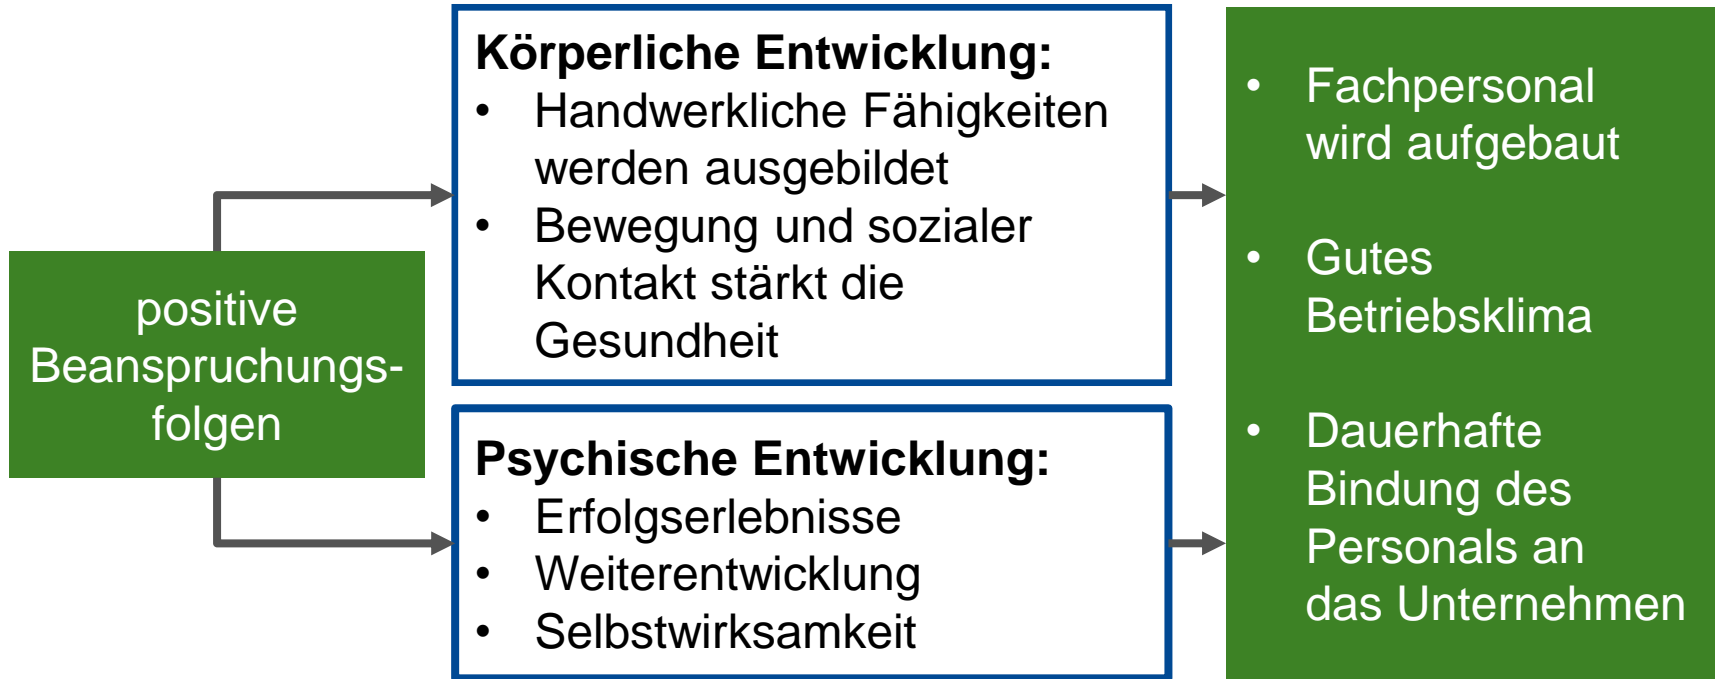 positive
Beanspruchungs-
folgen
Körperliche Entwicklung:
• Handwerkliche Fähigkeiten
werden ausgebildet
• Bewegung und sozialer
Kontakt stärkt die
Gesundheit
Psychische Entwicklung:
• Erfolgserlebnisse
• Weiterentwicklung
• Selbstwirksamkeit
• Fachpersonal
wird aufgebaut
• Gutes
Betriebsklima
• Dauerhafte
Bindung des
Personals an
das Unternehmen